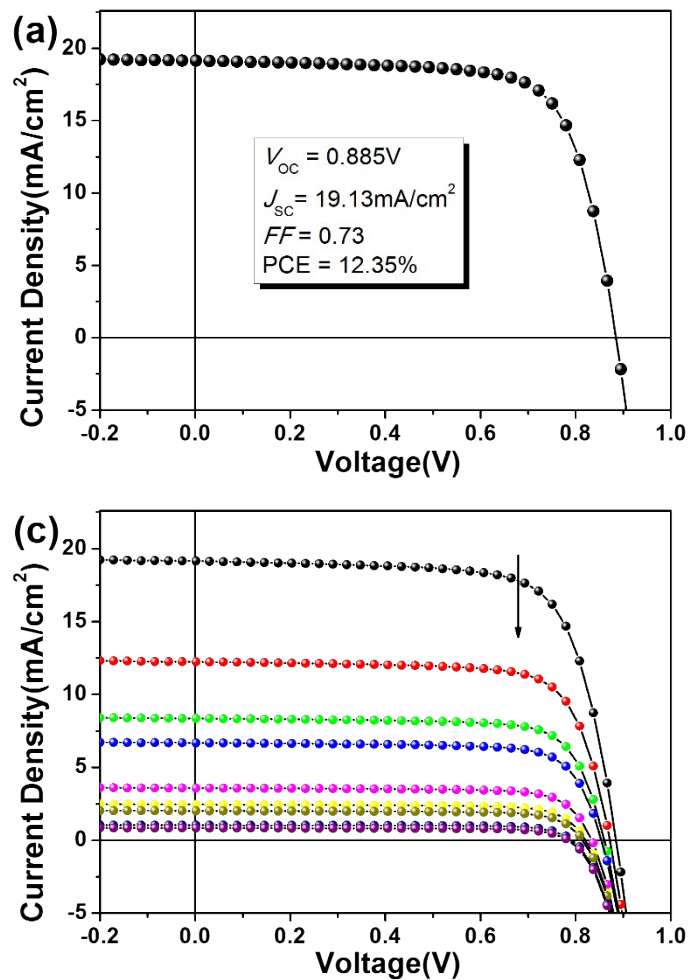 (a)
20
15
10
5
0
-5
Current Density(mA/cm²)
V_OC = 0.885V
J_SC= 19.13mA/cm²
FF = 0.73
PCE = 12.35%
-0.2 0.0 0.2 0.4 0.6 0.8 1.0
Voltage(V)
(c)
20
15
10
5
0
-5
Current Density(mA/cm²)
-0.2 0.0 0.2 0.4 0.6 0.8 1.0
Voltage(V)